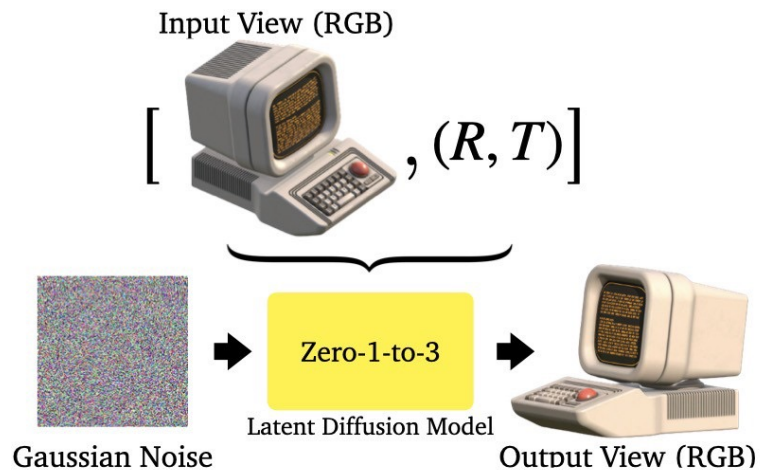 Input View (RGB)
[ , (R, T)]
Zero-1-to-3
Latent Diffusion Model
Gaussian Noise
Output View (RGB)